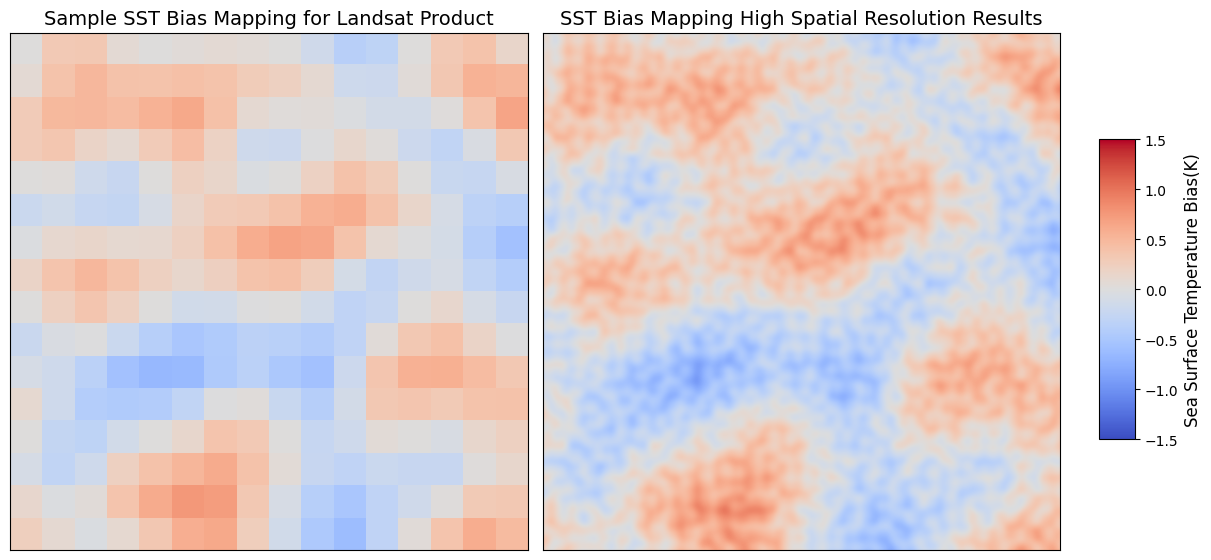 Sample SST Bias Mapping for Landsat Product
SST Bias Mapping High Spatial Resolution Results
1.5
1.0
0.5
0.0
−0.5
−1.0
−1.5
Sea Surface Temperature Bias(K)